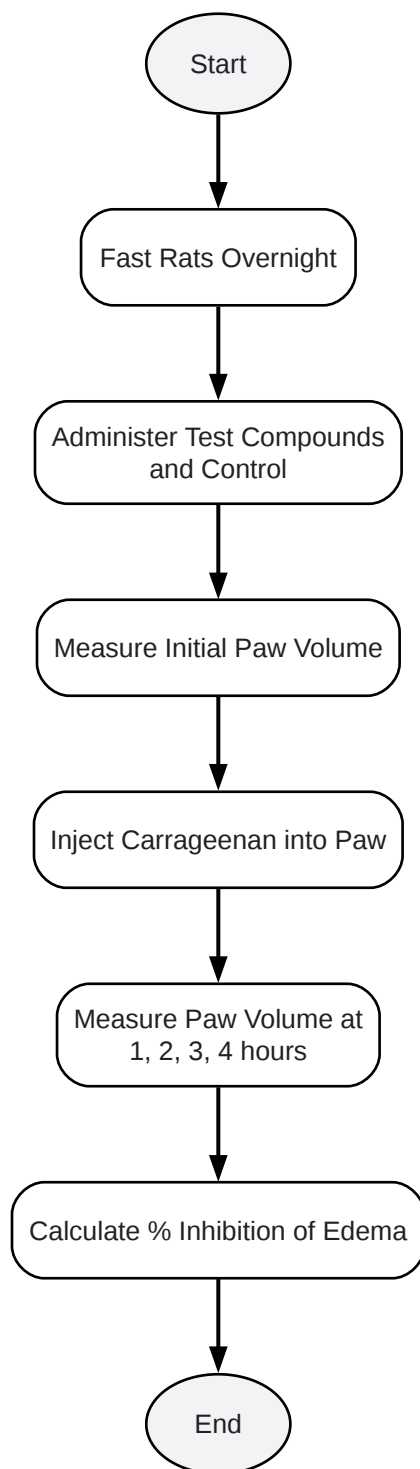 Start
Fast Rats Overnight
Administer Test Compounds
and Control
Measure Initial Paw Volume
Inject Carrageenan into Paw
Measure Paw Volume at
1, 2, 3, 4 hours
Calculate % Inhibition of Edema
End